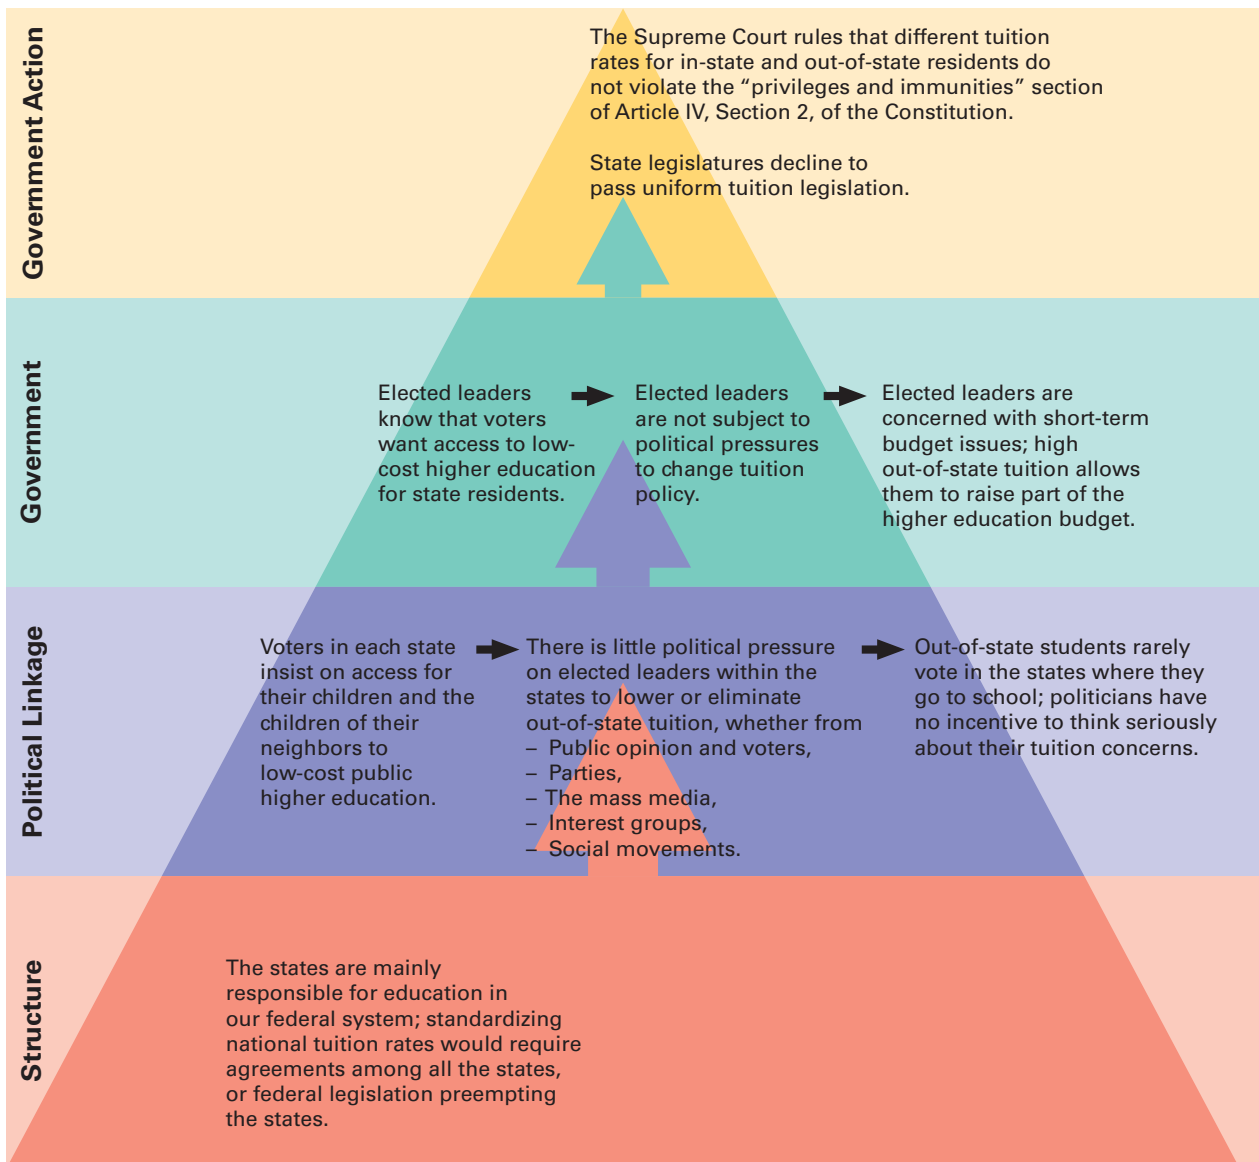 Government Action
The Supreme Court rules that different tuition
rates for in-state and out-of-state residents do
not violate the “privileges and immunities” section
of Article IV, Section 2, of the Constitution.
State legislatures decline to
pass uniform tuition legislation.
Government
Elected leaders
know that voters
want access to low-
cost higher education
for state residents.
Elected leaders
are not subject to
political pressures
to change tuition
policy.
Elected leaders are
concerned with short-term
budget issues; high
out-of-state tuition allows
them to raise part of the
higher education budget.
Political Linkage
Voters in each state
insist on access for
their children and the
children of their
neighbors to
low-cost public
higher education.
There is little political pressure
on elected leaders within the
states to lower or eliminate
out-of-state tuition, whether from
– Public opinion and voters,
– Parties,
– The mass media,
– Interest groups,
– Social movements.
Out-of-state students rarely
vote in the states where they
go to school; politicians have
no incentive to think seriously
about their tuition concerns.
Structure
The states are mainly
responsible for education in
our federal system; standardizing
national tuition rates would require
agreements among all the states,
or federal legislation preempting
the states.